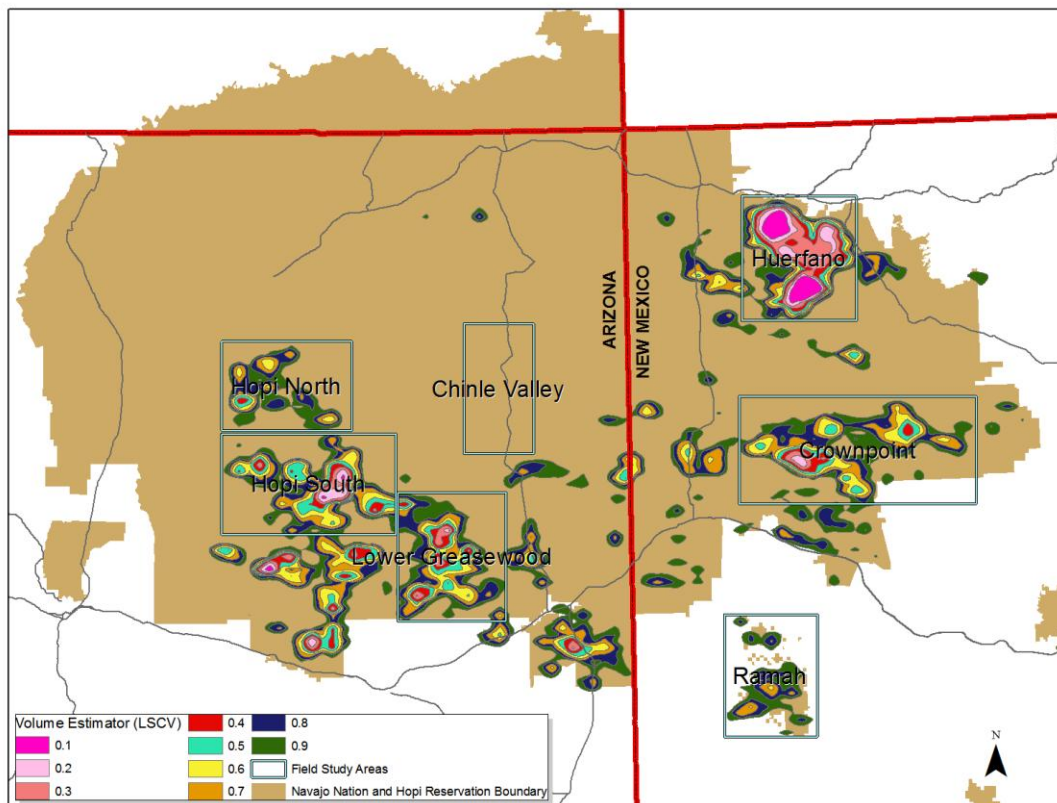 ARIZONA
NEW MEXICO
Huerfano
Hopi North
Chinle Valley
Crownpoint
Hopi South
Lower Greasewood
Ramah
N
Volume Estimator (LSCV)
0.1
0.2
0.3
0.4
0.5
0.6
0.7
0.8
0.9
Field Study Areas
Navajo Nation and Hopi Reservation Boundary